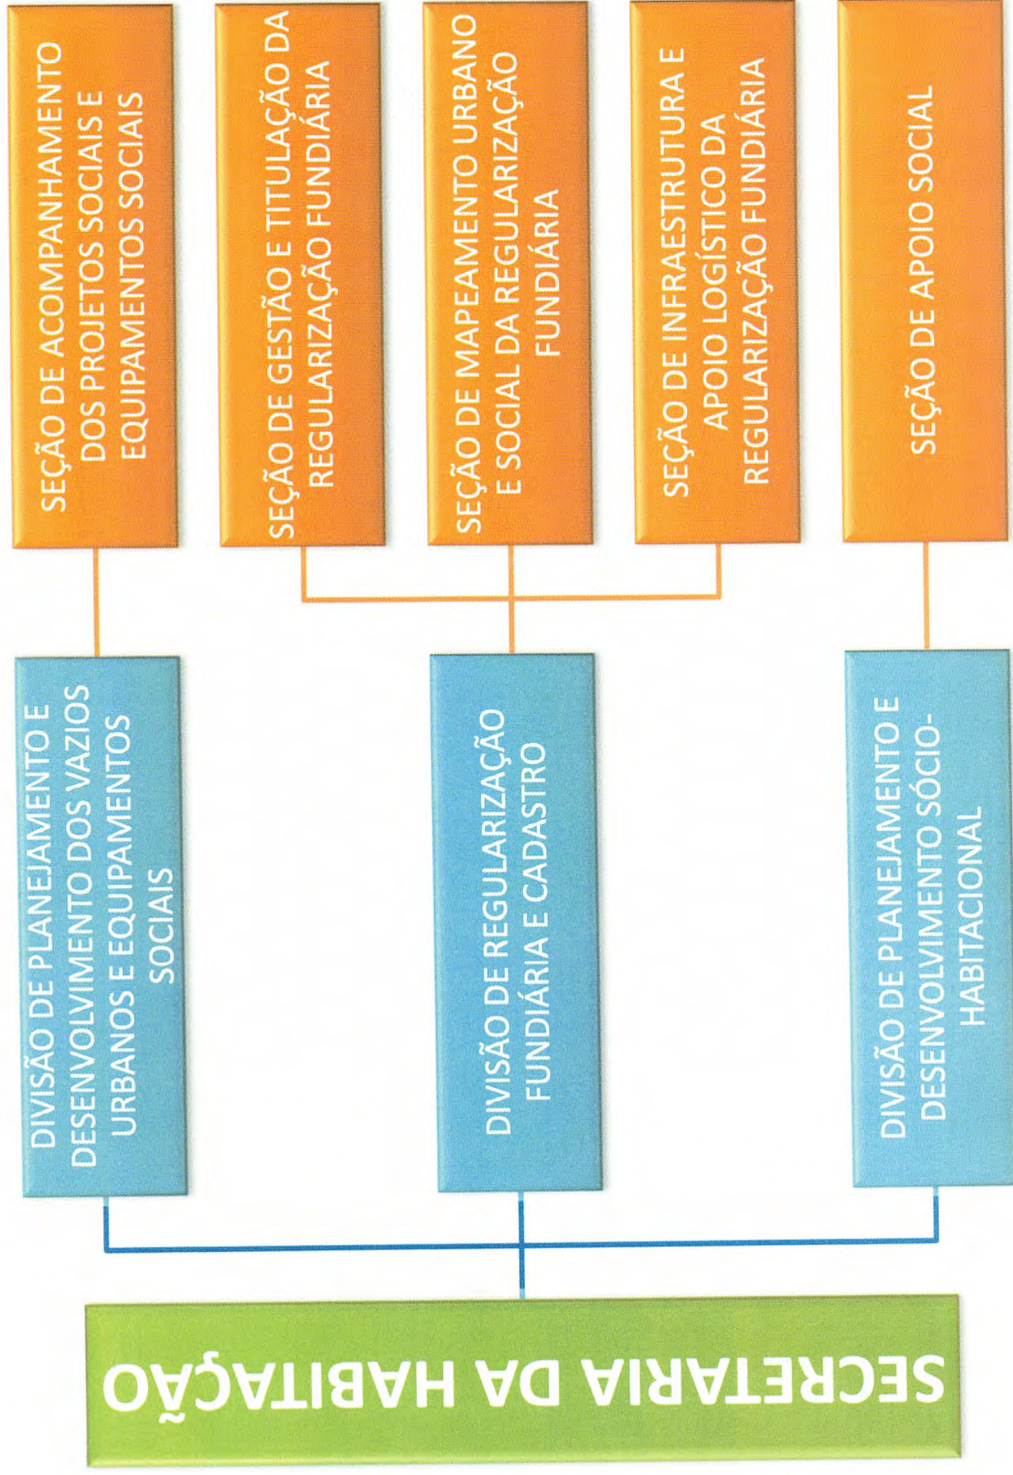 SECRETARIA DA HABITAÇÃO
DIVISÃO DE PLANEJAMENTO E
DESENVOLVIMENTO DOS VAZIOS
URBANOS E EQUIPAMENTOS
SOCIAIS
SEÇÃO DE ACOMPANHAMENTO
DOS PROJETOS SOCIAIS E
EQUIPAMENTOS SOCIAIS
DIVISÃO DE REGULARIZAÇÃO
FUNDIÁRIA E CADASTRO
SEÇÃO DE GESTÃO E TITULAÇÃO DA
REGULARIZAÇÃO FUNDIÁRIA
SEÇÃO DE MAPEAMENTO URBANO
E SOCIAL DA REGULARIZAÇÃO
FUNDIÁRIA
SEÇÃO DE INFRAESTRUTURA E
APOIO LOGÍSTICO DA
REGULARIZAÇÃO FUNDIÁRIA
DIVISÃO DE PLANEJAMENTO E
DESENVOLVIMENTO SÓCIO-
HABITACIONAL
SEÇÃO DE APOIO SOCIAL